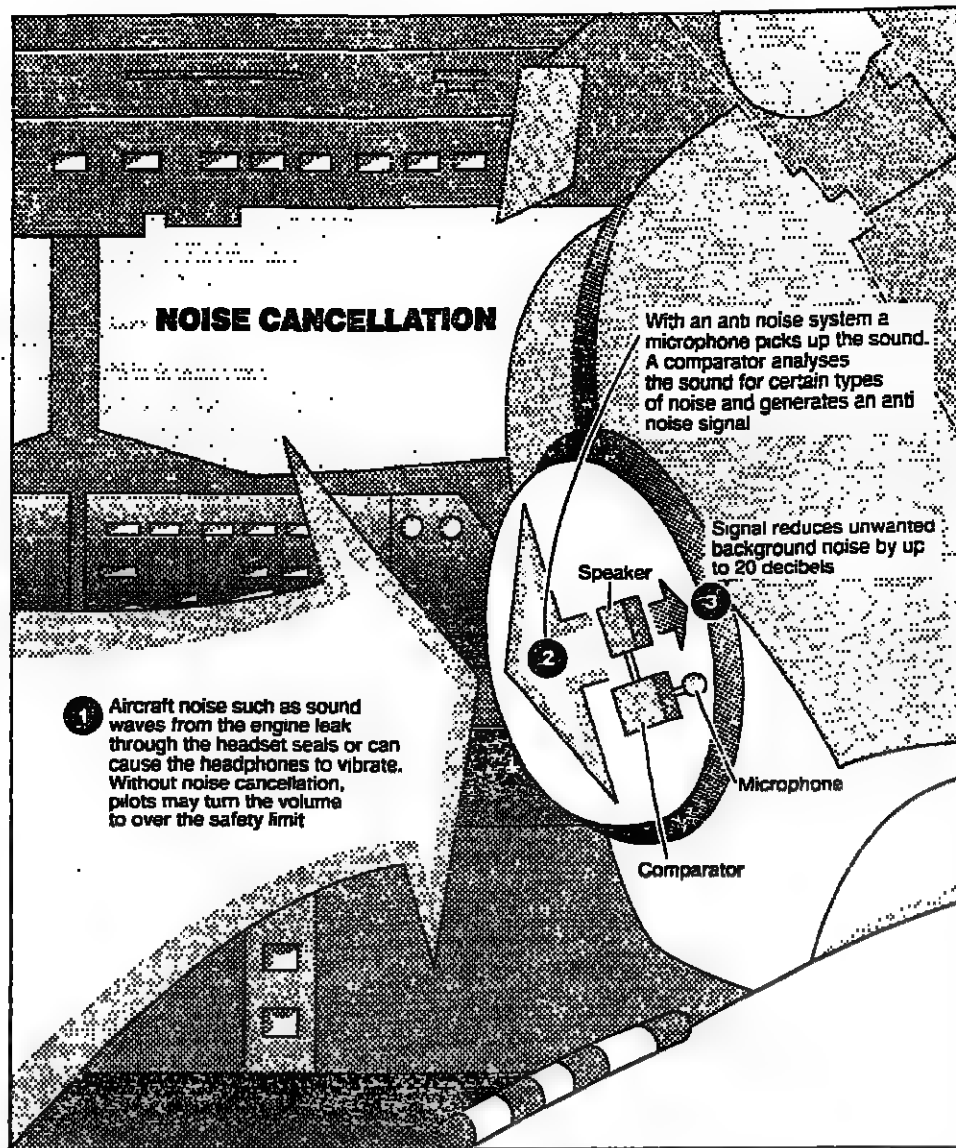 NOISE CANCELLATION
1
Aircraft noise such as sound
waves from the engine leak
through the headset seals or can
cause the headphones to vibrate.
Without noise cancellation,
pilots may turn the volume
to over the safety limit
2
With an anti noise system a
microphone picks up the sound.
A comparator analyses
the sound for certain types
of noise and generates an anti
noise signal
3
Signal reduces unwanted
background noise by up
to 20 decibels
Speaker
Microphone
Comparator